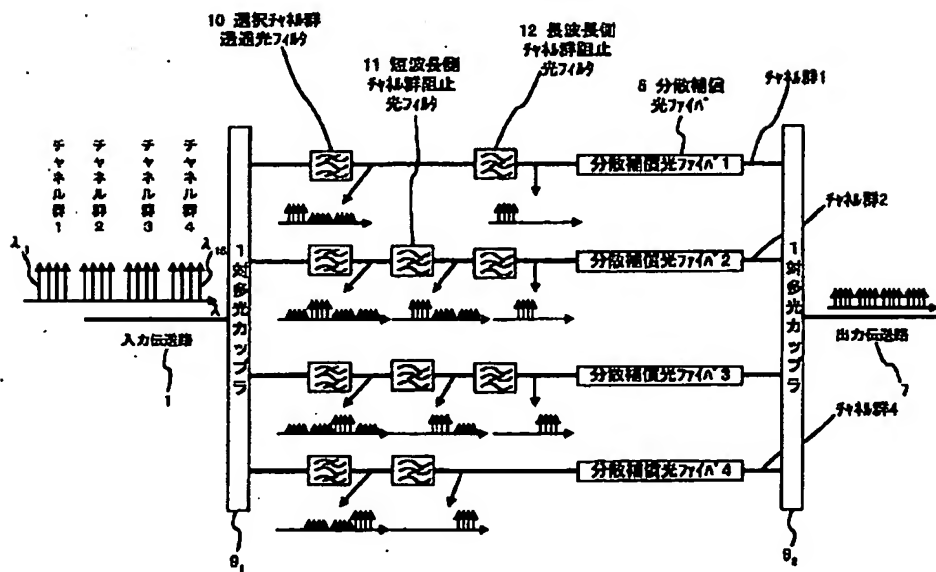 10 選択チャネル群
透過光フィルタ
11 短波長側
チャネル群阻止
光フィルタ
12 長波長側
チャネル群阻止
光フィルタ
6 分散補償
光ファイバ
チャネル群1
チャネル群1
チャネル群2
チャネル群3
チャネル群4
λ1
λ16
λ
入力伝送路
1
1対多光カップラ
分散補償光ファイバ1
分散補償光ファイバ2
分散補償光ファイバ3
分散補償光ファイバ4
チャネル群2
チャネル群4
1対多光カップラ
出力伝送路
7
9₁
9₂